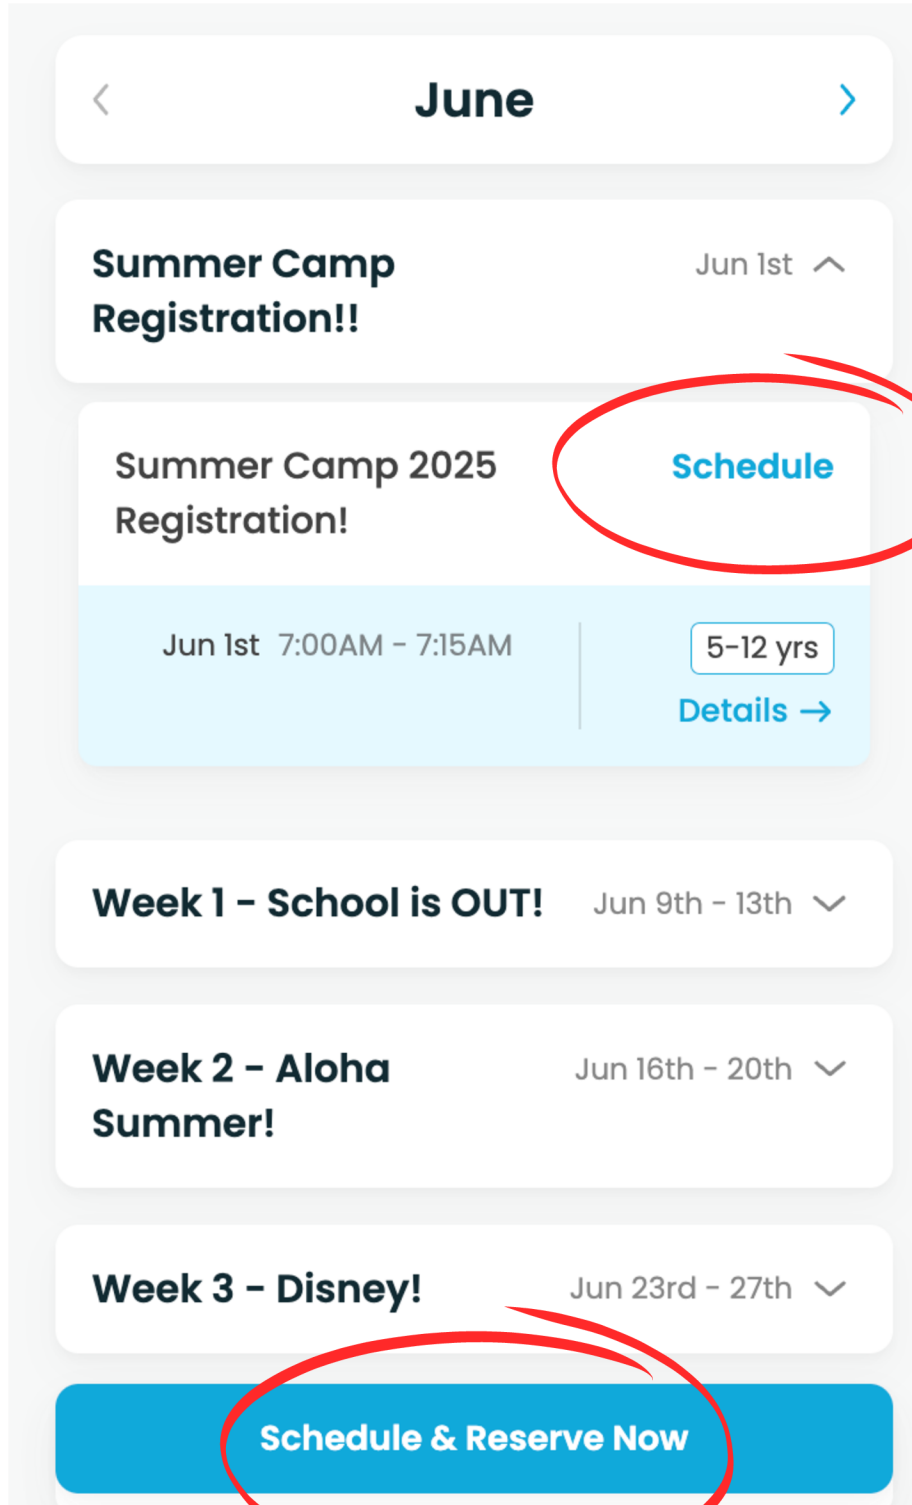 June
Summer Camp
Registration!!
Jun 1st
Summer Camp 2025
Registration!
Schedule
Jun 1st 7:00AM - 7:15AM
5-12 yrs
Details →
Week 1 - School is OUT!
Jun 9th - 13th
Week 2 - Aloha
Summer!
Jun 16th - 20th
Week 3 - Disney!
Jun 23rd - 27th
Schedule & Reserve Now